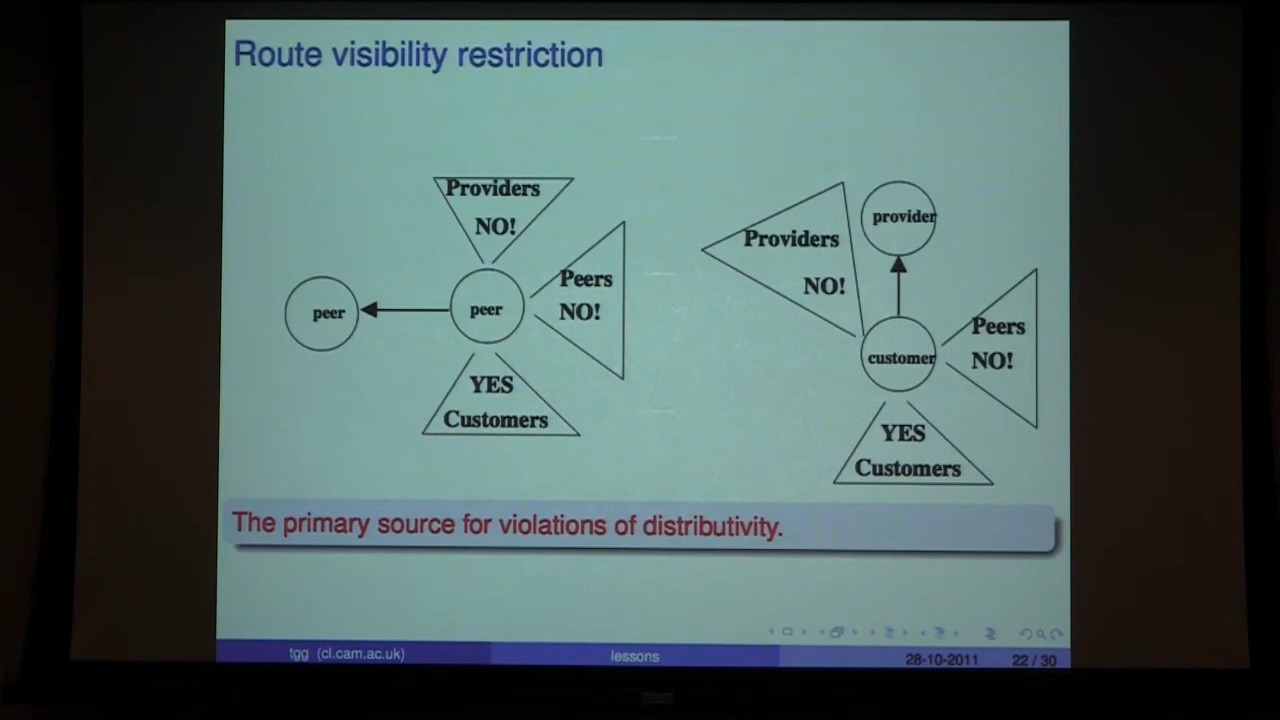 Route visibility restriction
Providers
NO!
peer
peer
Peers
NO!
YES
Customers
provider
Providers
NO!
customer
Peers
NO!
YES
Customers
The primary source for violations of distributivity.
tgg (cl.cam.ac.uk)
lessons
28-10-2011
22 / 30